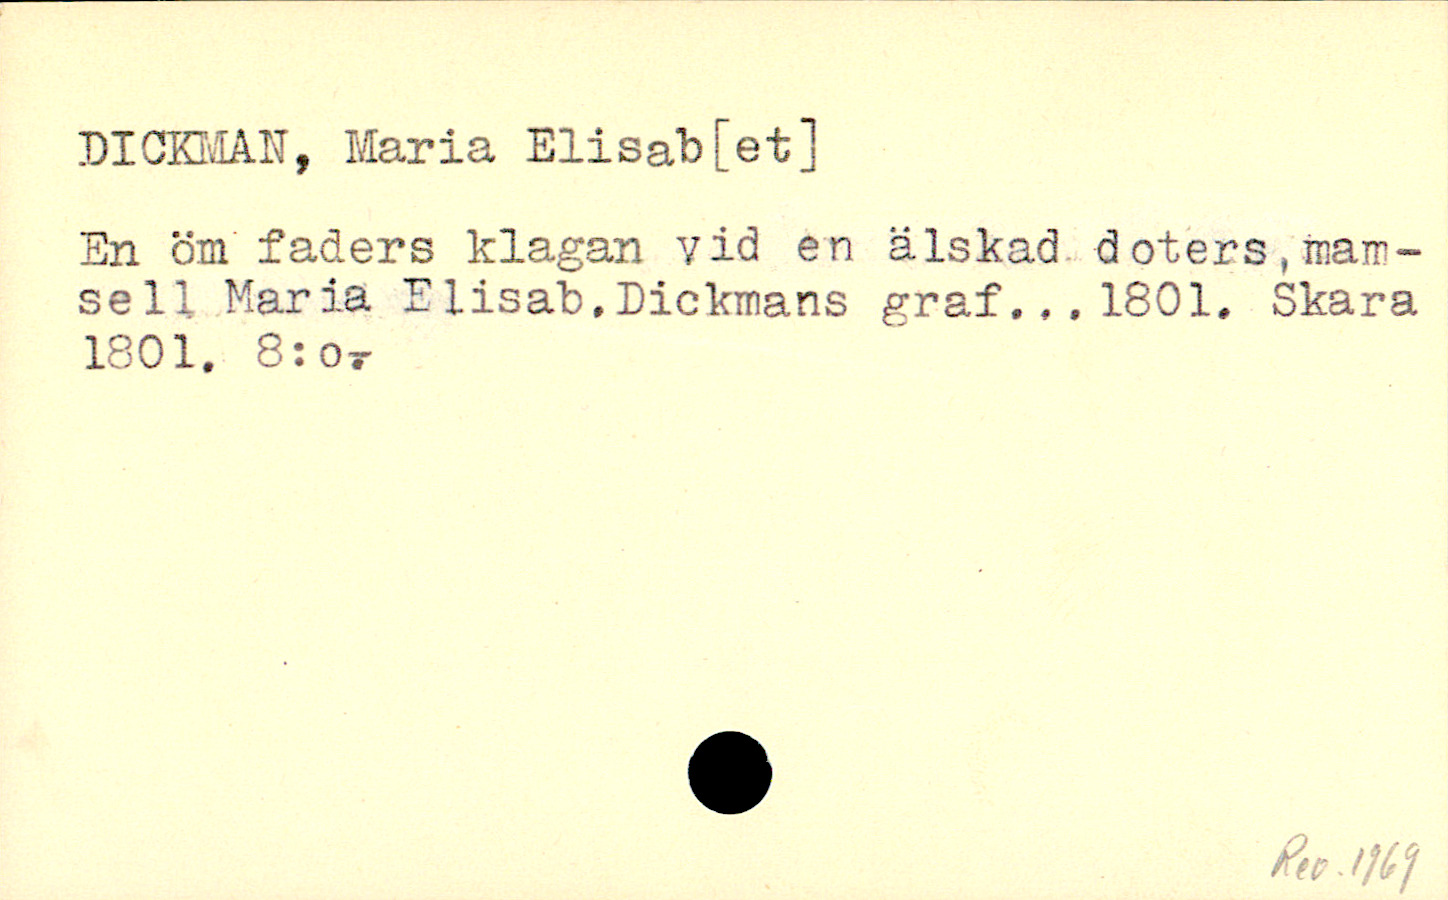 DICKMAN, Maria Elisab[et]
En öm faders klagan vid en älskad doters, mam-
sell Maria Elisab. Dickmans graf... 1801. Skara
1801. 8:o.
Rev. 1969